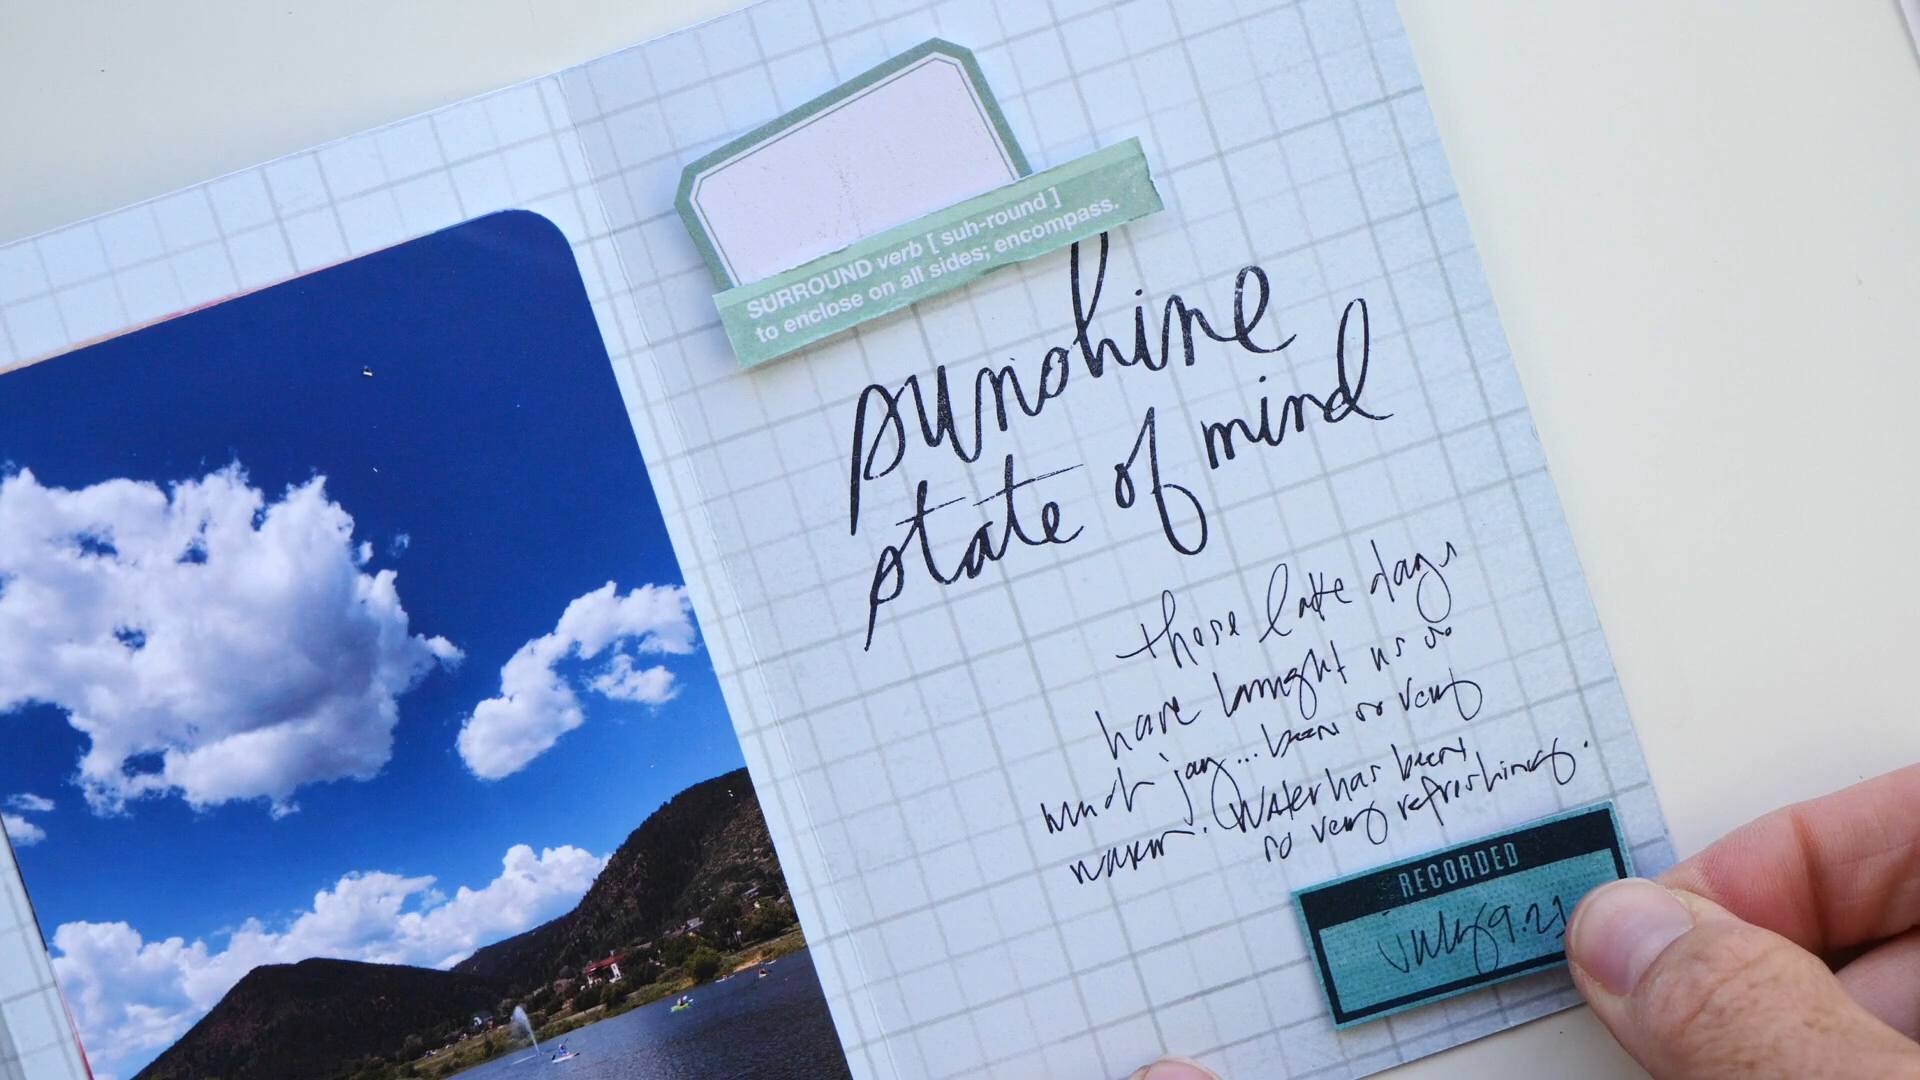 SURROUND verb [ suh-round ]
to enclose on all sides; encompass.
sunshine
state of mind
these lake days
have brought us so
much joy... been so very
warm. Water has been
so very refreshing.
RECORDED
July 9.21